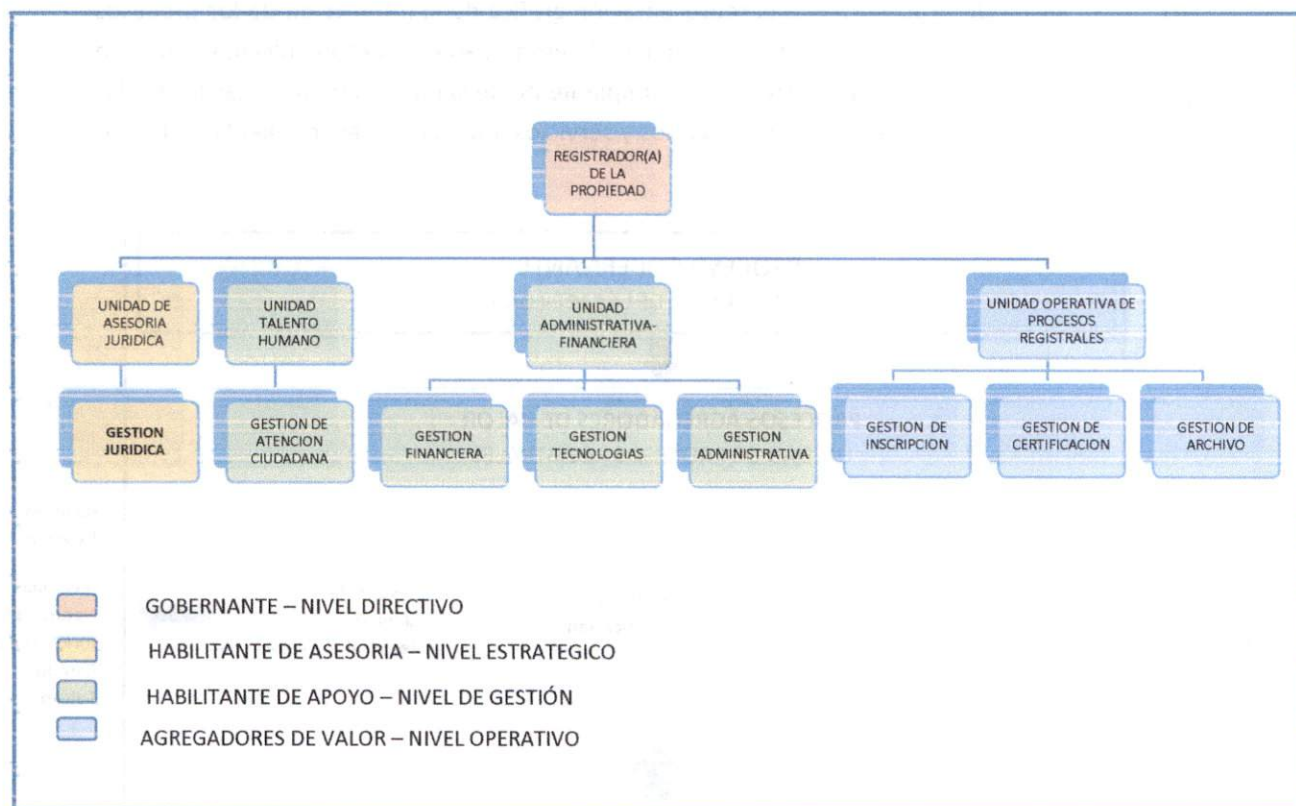 REGISTRADOR(A)
DE LA
PROPIEDAD
UNIDAD DE
ASESORIA
JURIDICA
UNIDAD
TALENTO
HUMANO
UNIDAD
ADMINISTRATIVA-
FINANCIERA
UNIDAD OPERATIVA DE
PROCESOS
REGISTRALES
GESTION
JURIDICA
GESTION DE
ATENCION
CIUDADANA
GESTION
FINANCIERA
GESTION
TECNOLOGIAS
GESTION
ADMINISTRATIVA
GESTION DE
INSCRIPCION
GESTION DE
CERTIFICACION
GESTION DE
ARCHIVO
GOBERNANTE – NIVEL DIRECTIVO
HABILITANTE DE ASESORIA – NIVEL ESTRATEGICO
HABILITANTE DE APOYO – NIVEL DE GESTIÓN
AGREGADORES DE VALOR – NIVEL OPERATIVO